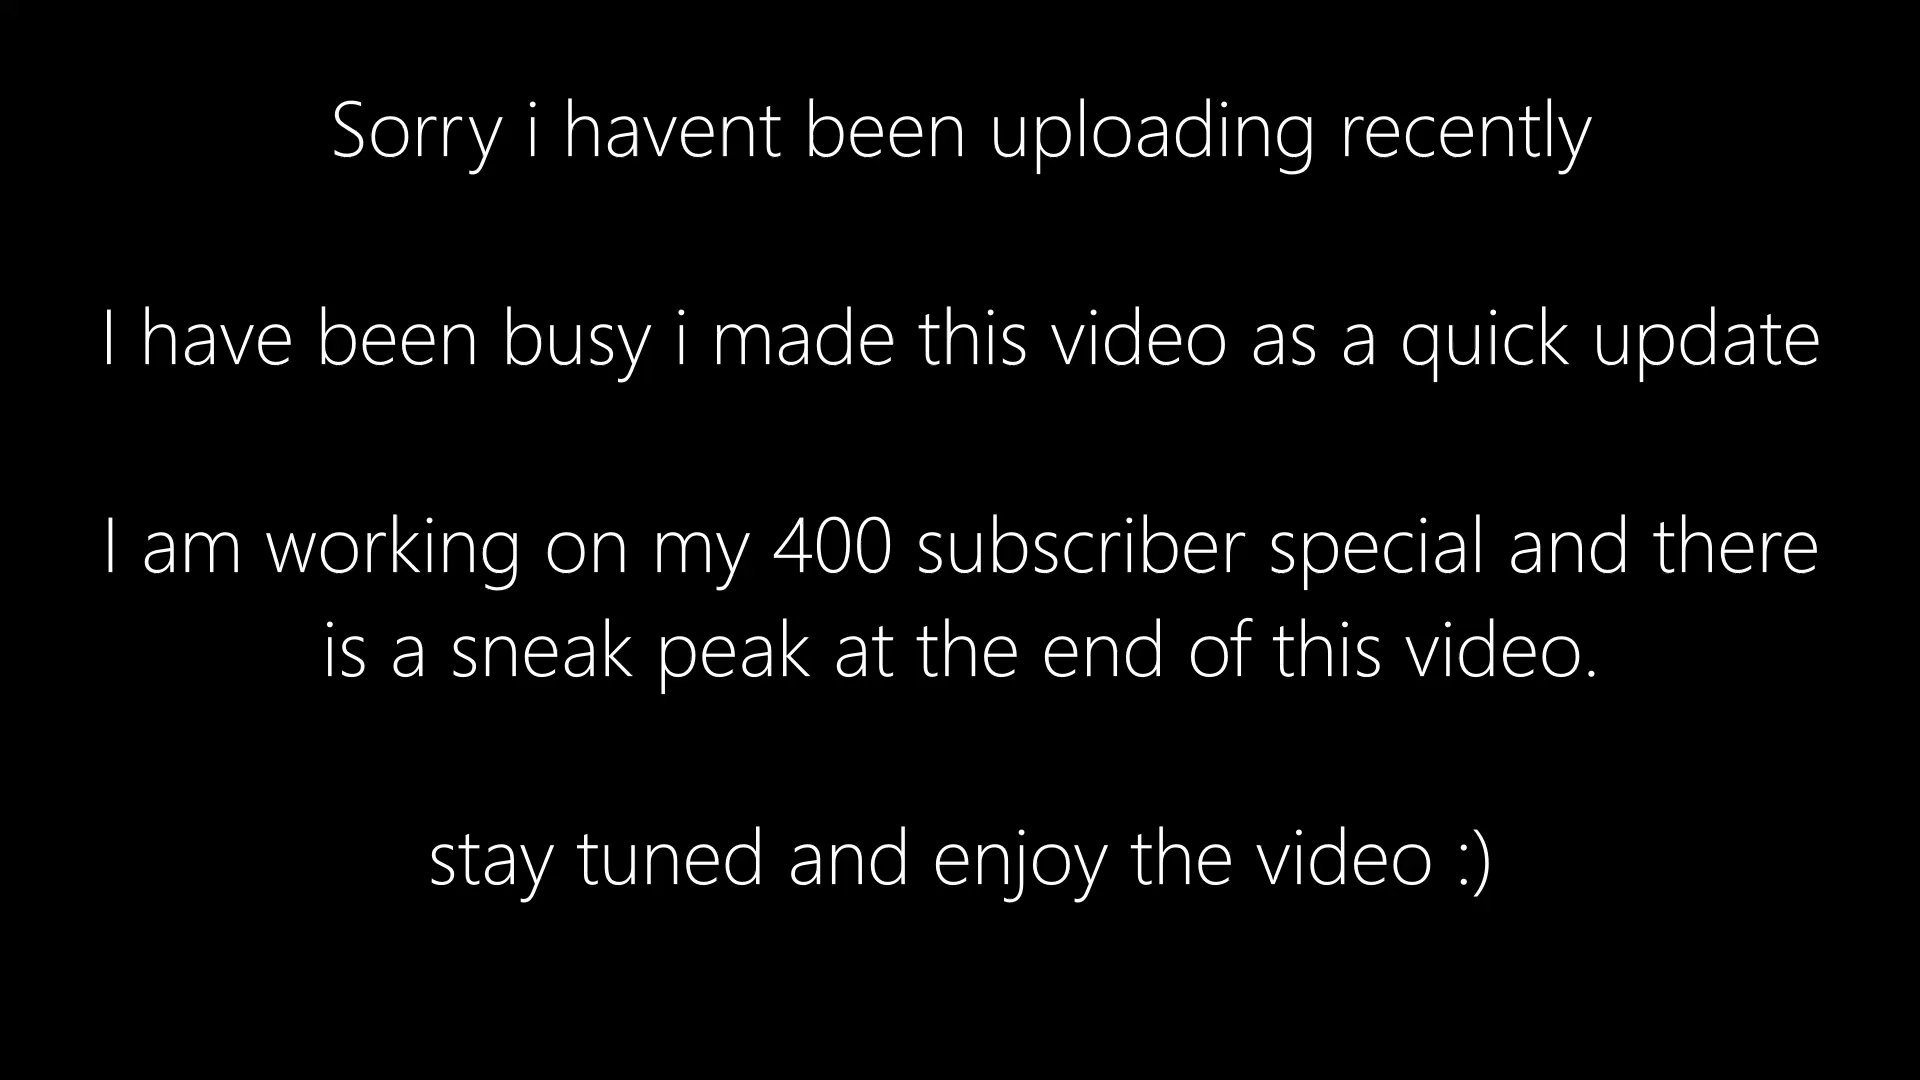 Sorry i havent been uploading recently
I have been busy i made this video as a quick update
I am working on my 400 subscriber special and there
is a sneak peak at the end of this video.
stay tuned and enjoy the video :)